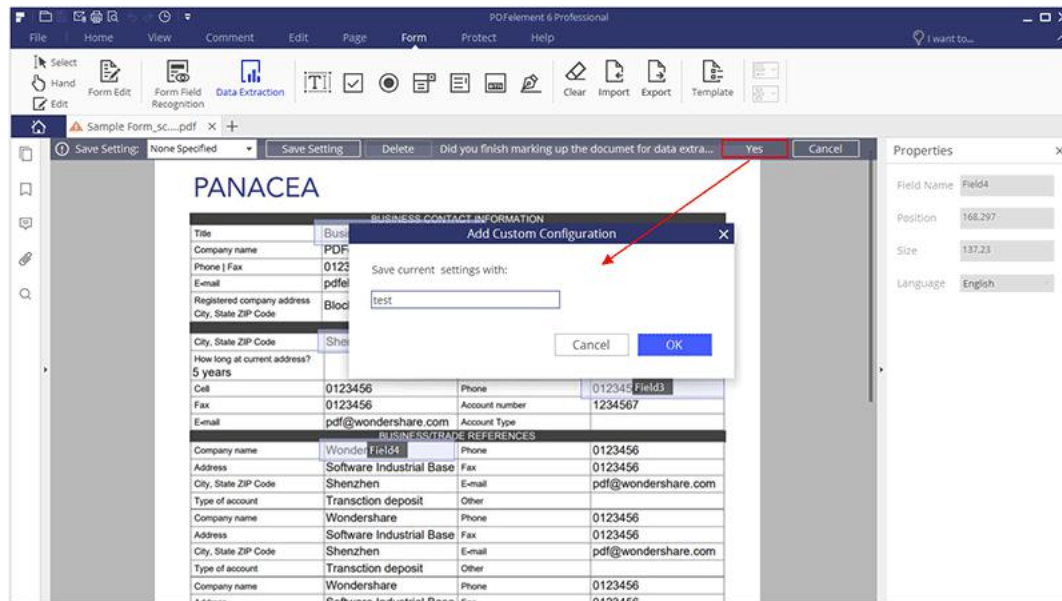 PDFelement 6 Professional
File Home View Comment Edit Page Form Protect Help I want to...
Select
Hand
Edit
Form Edit
Form Field Recognition
Data Extraction
Clear Import Export Template
Sample Form_sc....pdf
Save Setting: None Specified Save Setting Delete Did you finish marking up the documet for data extra... Yes Cancel
Properties
Field Name Field4
Position 168,297
Size 137,23
Language English
PANACEA
BUSINESS CONTACT INFORMATION
Title Busi
Company name PDF
Phone | Fax 0123
E-mail pdfel
Registered company address
City, State ZIP Code Bloc
Add Custom Configuration
Save current settings with:
test
Cancel OK
City, State ZIP Code She
How long at current address?
5 years
Cell 0123456 Phone 012345 Field3
Fax 0123456 Account number 1234567
E-mail pdf@wondershare.com Account Type
BUSINESS/TRADE REFERENCES
Company name Wonder Field4 Phone 0123456
Address Software Industrial Base Fax 0123456
City, State ZIP Code Shenzhen E-mail pdf@wondershare.com
Type of account Transction deposit Other
Company name Wondershare Phone 0123456
Address Software Industrial Base Fax 0123456
City, State ZIP Code Shenzhen E-mail pdf@wondershare.com
Type of account Transction deposit Other
Company name Wondershare Phone 0123456